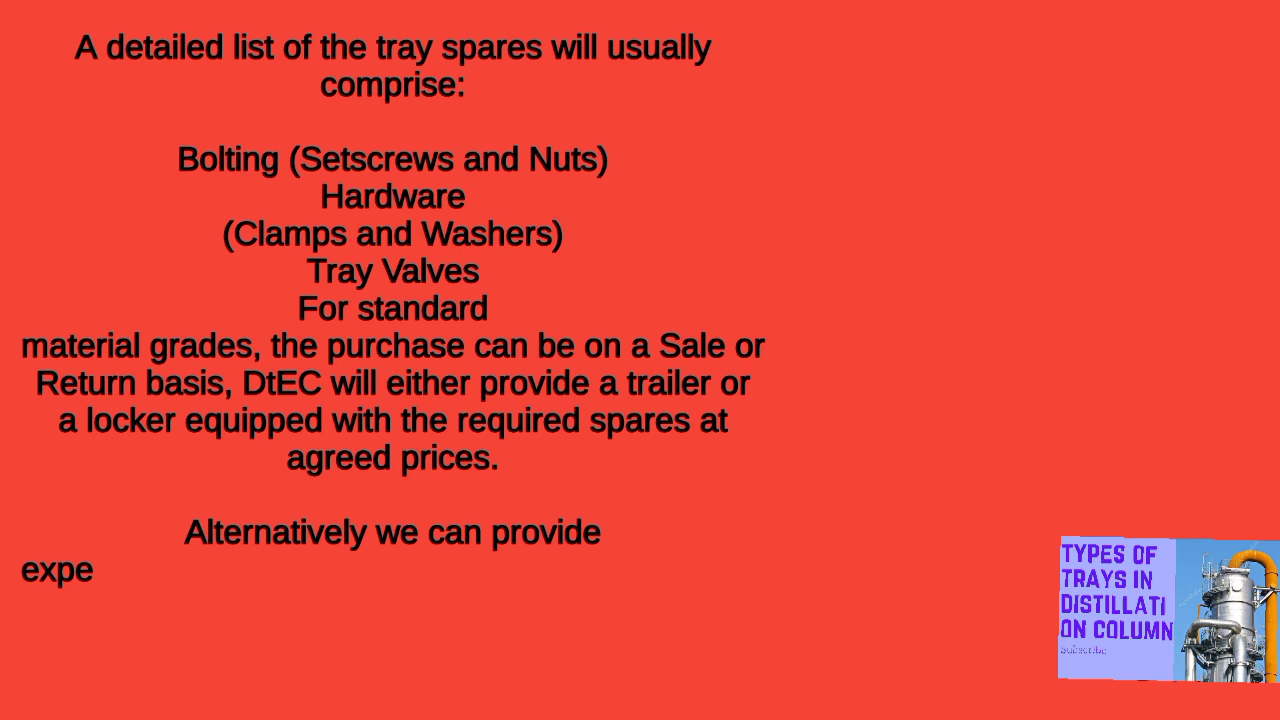 A detailed list of the tray spares will usually
comprise:
Bolting (Setscrews and Nuts)
Hardware
(Clamps and Washers)
Tray Valves
For standard
material grades, the purchase can be on a Sale or
Return basis, DtEC will either provide a trailer or
a locker equipped with the required spares at
agreed prices.
Alternatively we can provide
expe
TYPES OF
TRAYS IN
DISTILLATI
ON COLUMN
Subscribe